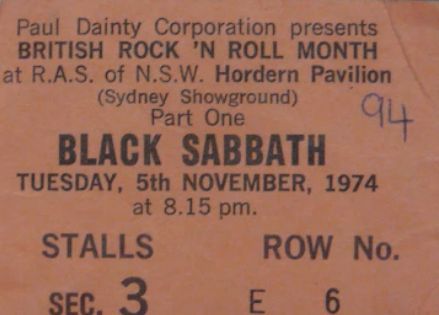 Paul Dainty Corporation presents
BRITISH ROCK 'N ROLL MONTH
at R.A.S. of N.S.W. Hordern Pavilion
(Sydney Showground)
94
Part One
BLACK SABBATH
TUESDAY, 5th NOVEMBER, 1974
at 8.15 pm.
STALLS ROW No.
SEC. 3 E 6